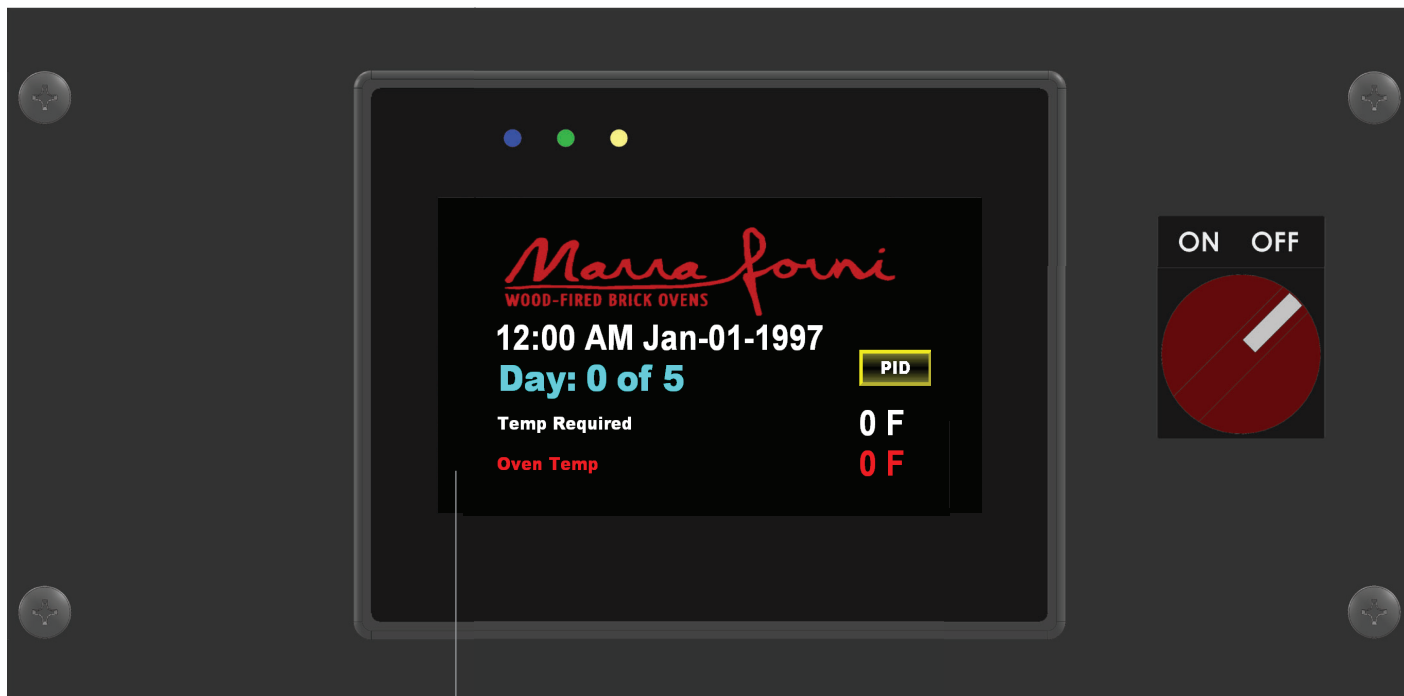 ON OFF
Marra forni
WOOD-FIRED BRICK OVENS
12:00 AM Jan-01-1997
Day: 0 of 5
PID
Temp Required 0 F
Oven Temp 0 F